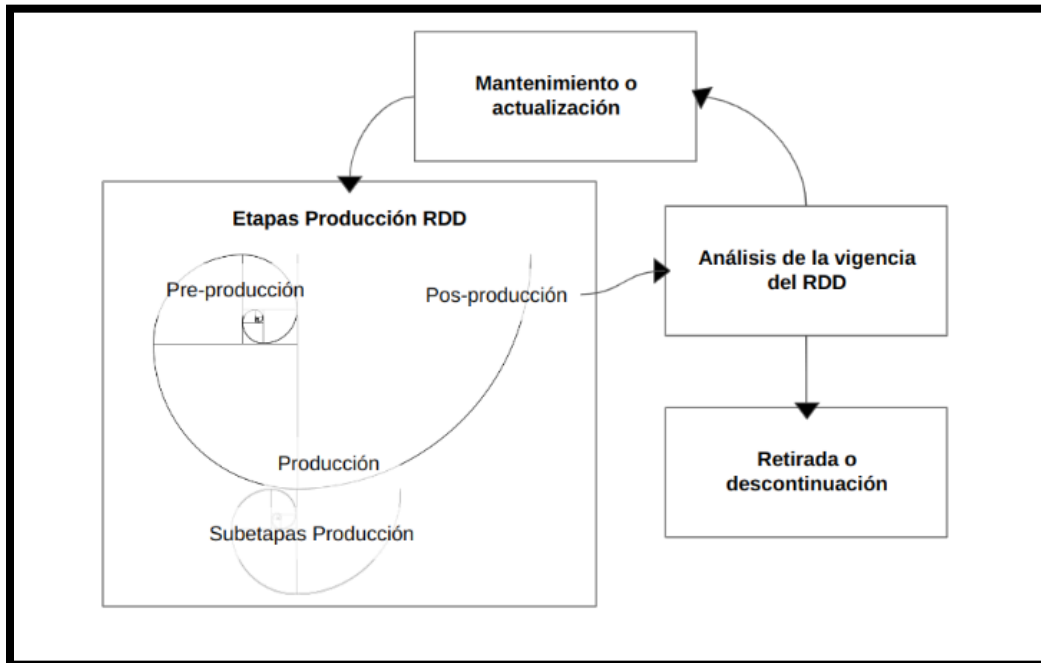 Mantenimiento o
actualización
Etapas Producción RDD
Pre-producción
Pos-producción
Producción
Subetapas Producción
Análisis de la vigencia
del RDD
Retirada o
descontinuación